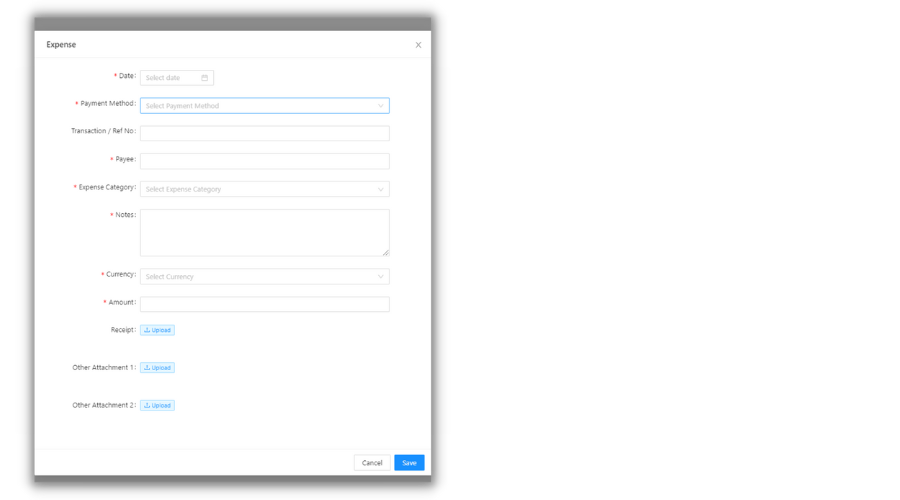 Expense
* Date: Select date
* Payment Method: Select Payment Method
Transaction / Ref No:
* Payee:
* Expense Category: Select Expense Category
* Notes:
* Currency: Select Currency
* Amount:
Receipt: Upload
Other Attachment 1: Upload
Other Attachment 2: Upload
Cancel Save